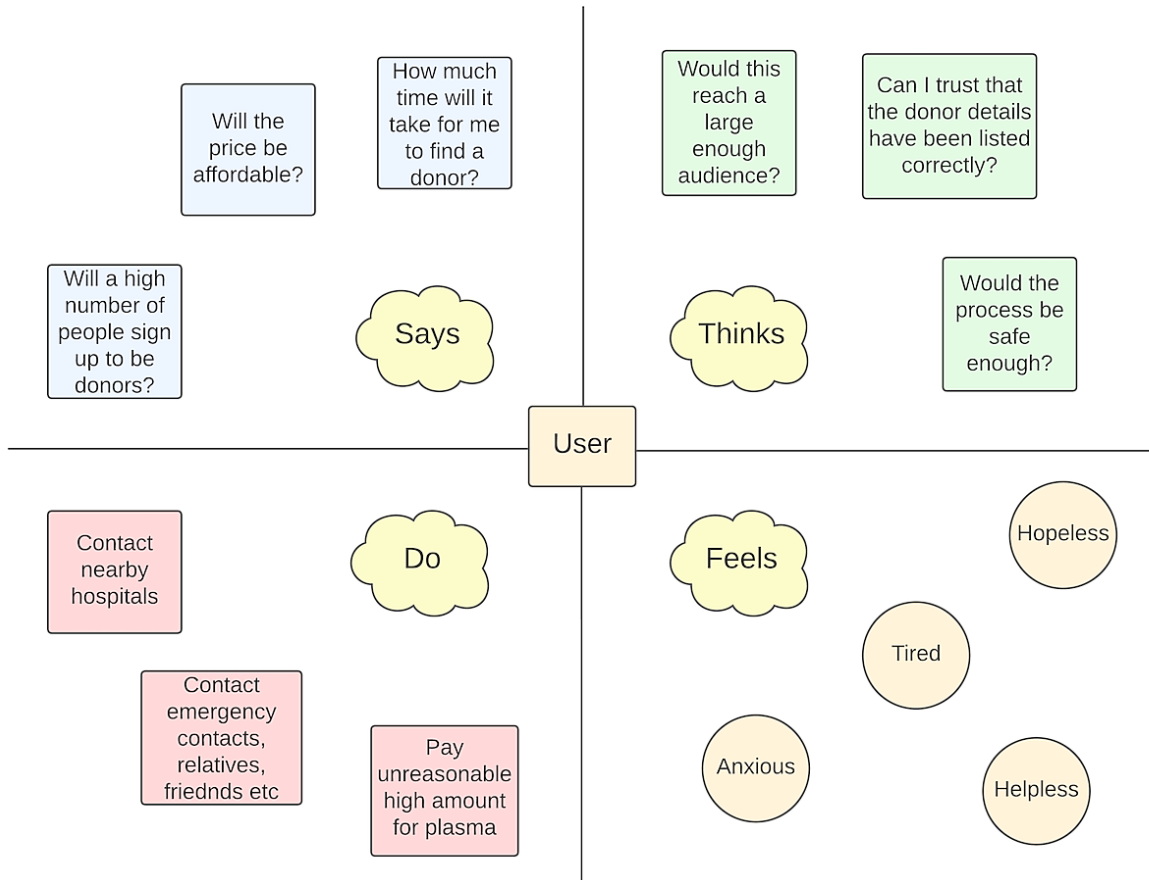 Will the
price be
affordable?
How much
time will it
take for me
to find a
donor?
Will a high
number of
people sign
up to be
donors?
Says
Would this
reach a
large
enough
audience?
Can I trust that
the donor details
have been listed
correctly?
Would the
process be
safe
enough?
Thinks
User
Contact
nearby
hospitals
Do
Contact
emergency
contacts,
relatives,
friednds etc
Pay
unreasonable
high amount
for plasma
Feels
Hopeless
Tired
Anxious
Helpless